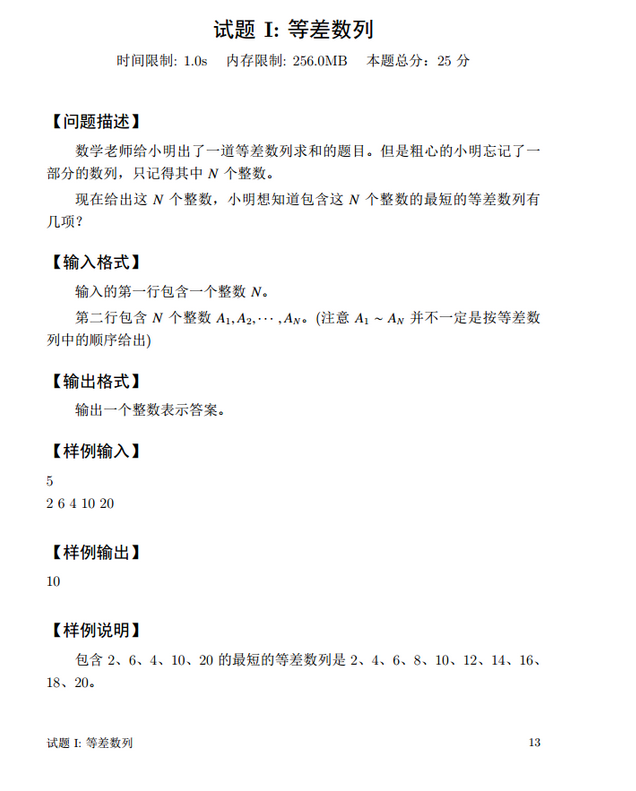 试题 I: 等差数列
时间限制: 1.0s 内存限制: 256.0MB 本题总分：25 分
【问题描述】
数学老师给小明出了一道等差数列求和的题目。但是粗心的小明忘记了一
部分的数列，只记得其中 N 个整数。
现在给出这 N 个整数，小明想知道包含这 N 个整数的最短的等差数列有
几项？
【输入格式】
输入的第一行包含一个整数 N。
第二行包含 N 个整数 A₁, A₂, ··· , Aₙ。(注意 A₁ ~ Aₙ 并不一定是按等差数
列中的顺序给出)
【输出格式】
输出一个整数表示答案。
【样例输入】
5
2 6 4 10 20
【样例输出】
10
【样例说明】
包含 2、6、4、10、20 的最短的等差数列是 2、4、6、8、10、12、14、16、
18、20。
试题 I: 等差数列 13